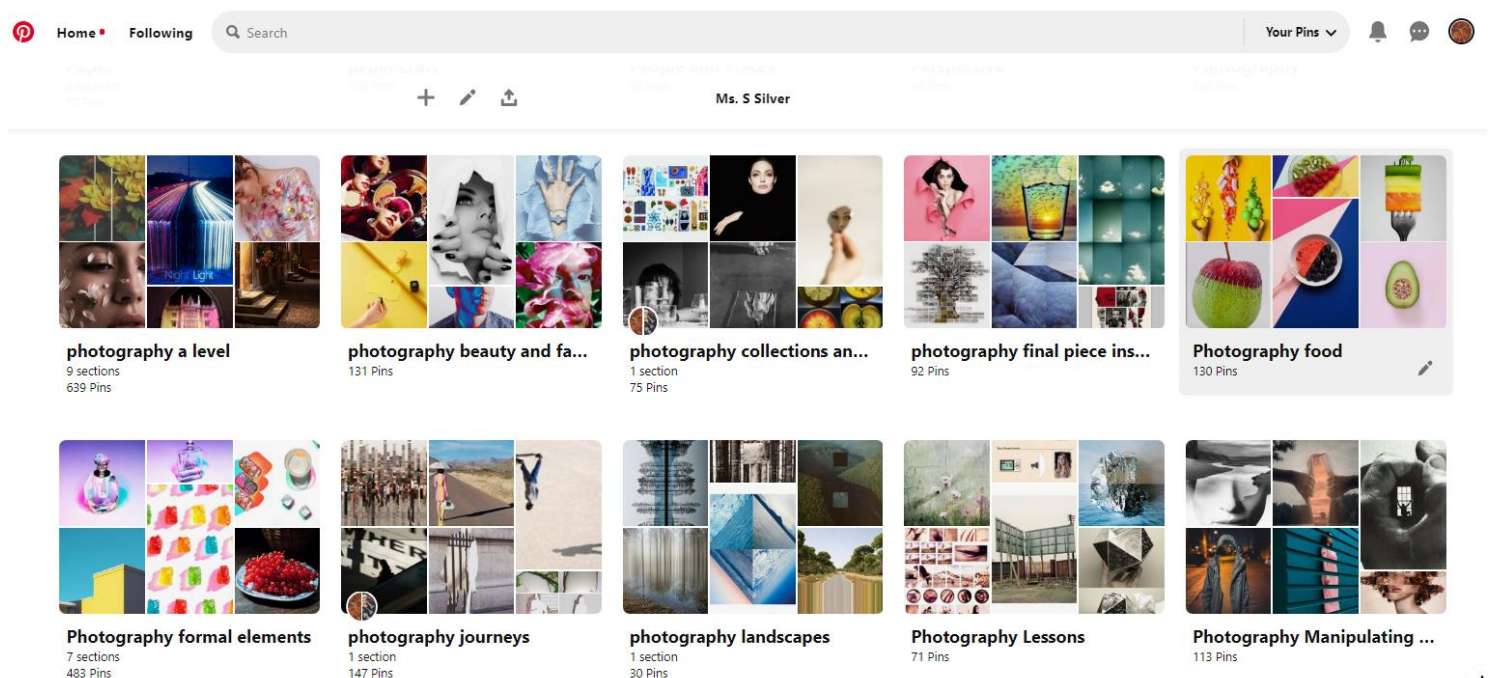 Home
Following
Search
Your Pins
Ms. S Silver
Night Light
photography a level
9 sections
639 Pins
photography beauty and fa...
131 Pins
photography collections an...
1 section
75 Pins
photography final piece ins...
92 Pins
Photography food
130 Pins
Photography formal elements
7 sections
483 Pins
photography journeys
1 section
147 Pins
photography landscapes
1 section
30 Pins
Photography Lessons
71 Pins
Photography Manipulating ...
113 Pins